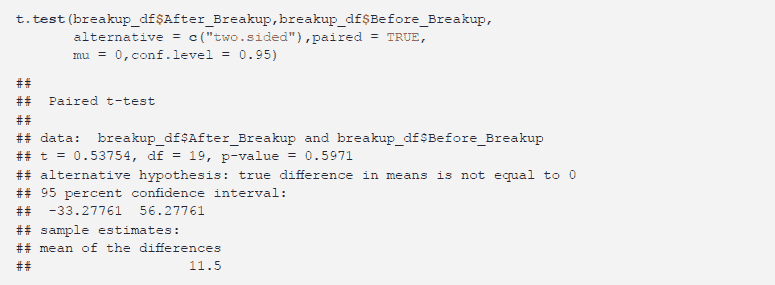 t.test(breakup_df$After_Breakup,breakup_df$Before_Breakup,
       alternative = c("two.sided"),paired = TRUE,
       mu = 0,conf.level = 0.95)
##
##  Paired t-test
##
## data:  breakup_df$After_Breakup and breakup_df$Before_Breakup
## t = 0.53754, df = 19, p-value = 0.5971
## alternative hypothesis: true difference in means is not equal to 0
## 95 percent confidence interval:
##  -33.27761  56.27761
## sample estimates:
## mean of the differences
##                    11.5